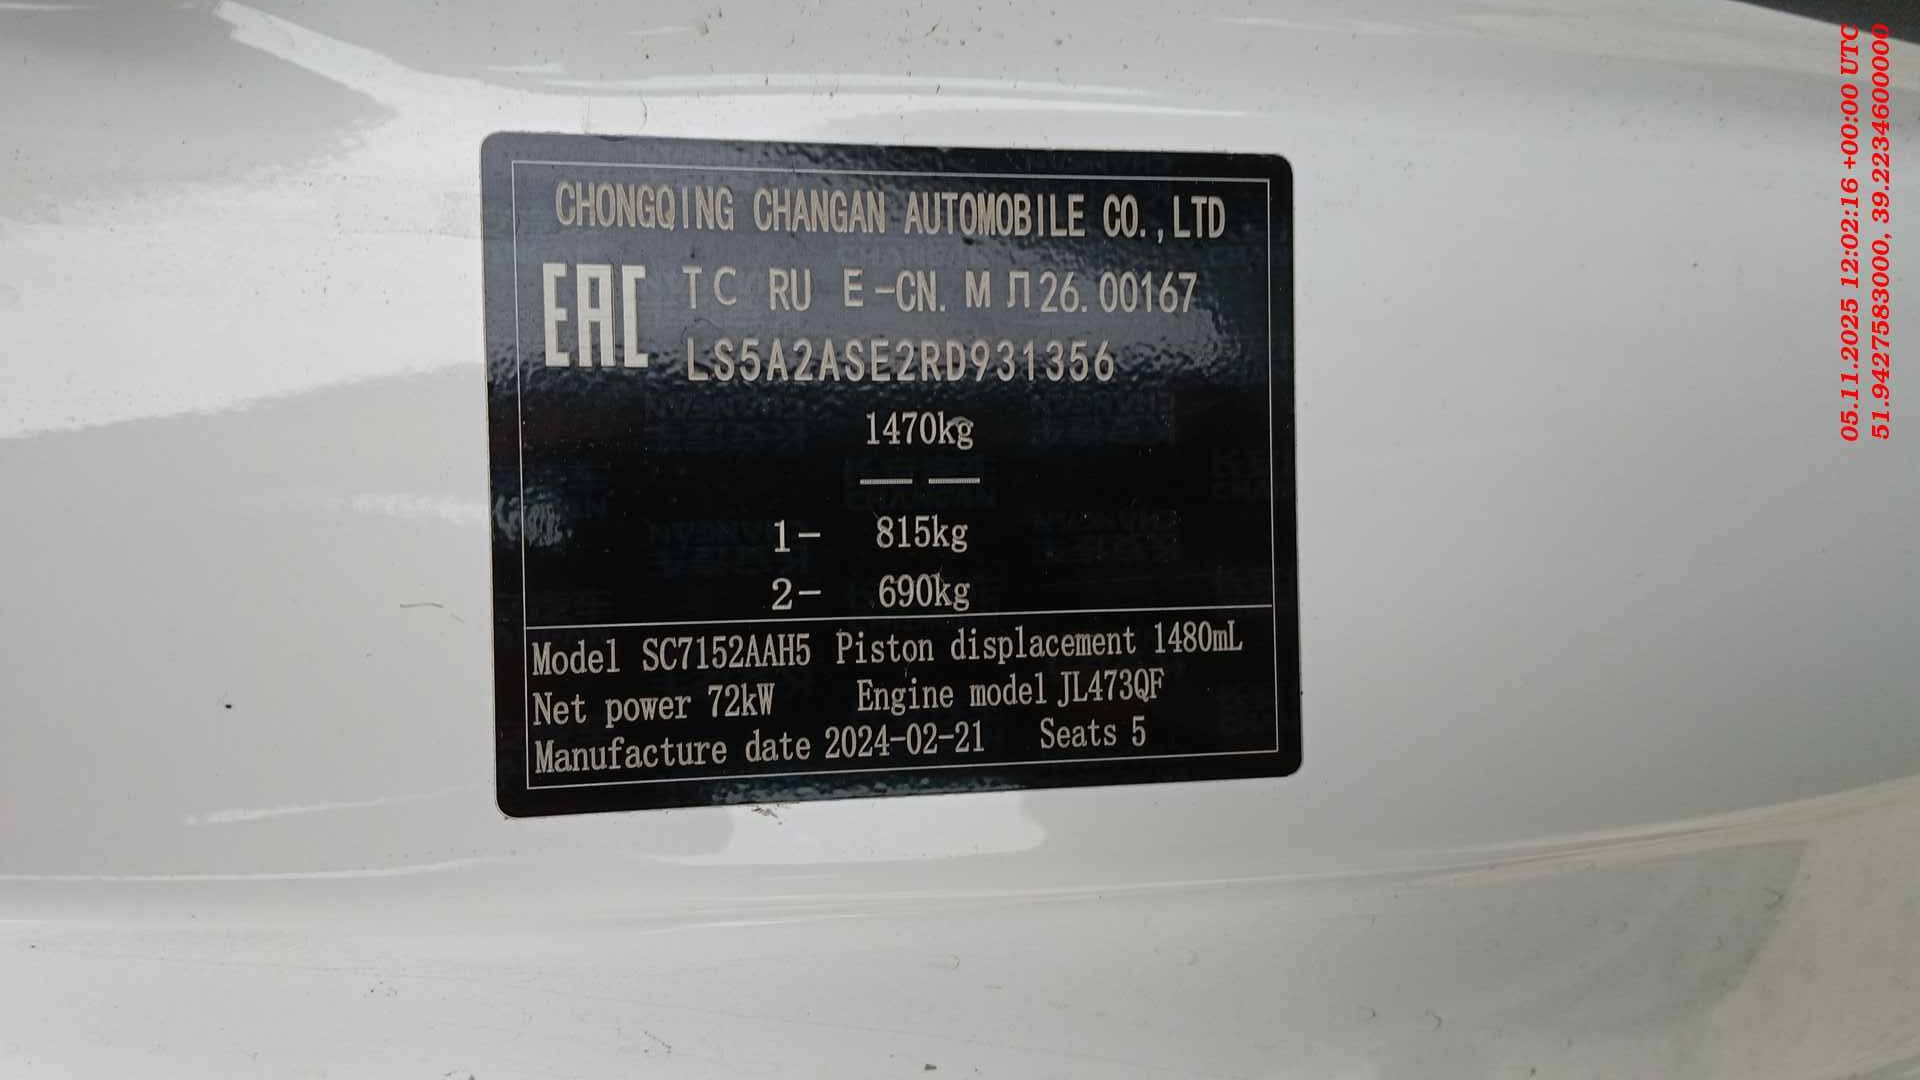 CHONGQING CHANGAN AUTOMOBILE CO.,LTD
EAC
TC RU E-CN.МЛ26.00167
LS5A2ASE2RD931356
1470kg
— —
1- 815kg
2- 690kg
Model SC7152AAH5 Piston displacement 1480mL
Net power 72kW Engine model JL473QF
Manufacture date 2024-02-21 Seats 5
05.11.2025 12:02:16 +00:00 UTC
51.9427583000, 39.2234600000